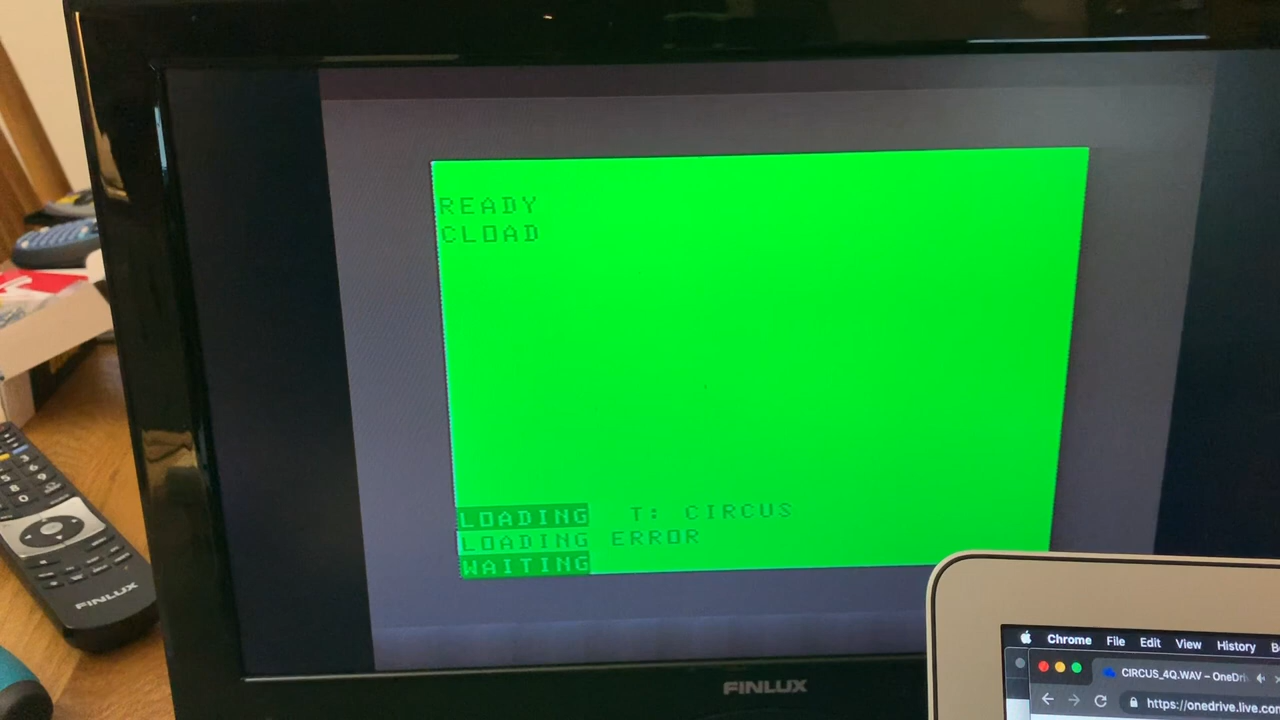 READY
CLOAD
LOADING T: CIRCUS
LOADING ERROR
WAITING
FINLUX
FINLUX
Chrome File Edit View History
CIRCUS_4Q.WAV – OneDri
https://onedrive.live.com